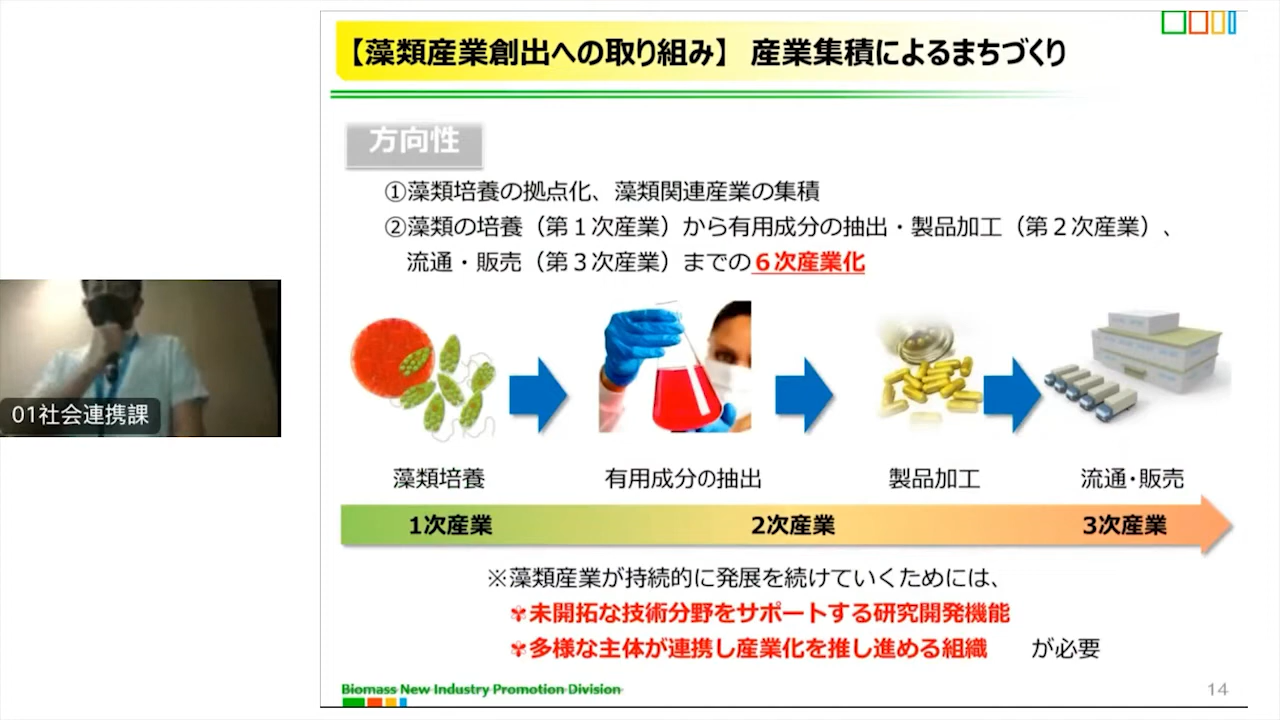 【藻類産業創出への取り組み】 産業集積によるまちづくり
方向性
①藻類培養の拠点化、藻類関連産業の集積
②藻類の培養（第１次産業）から有用成分の抽出・製品加工（第２次産業）、
流通・販売（第３次産業）までの６次産業化
01社会連携課
藻類培養
有用成分の抽出
製品加工
流通・販売
1次産業
2次産業
3次産業
※藻類産業が持続的に発展を続けていくためには、
✾未開拓な技術分野をサポートする研究開発機能
✾多様な主体が連携し産業化を推し進める組織 が必要
Biomass New Industry Promotion Division
14